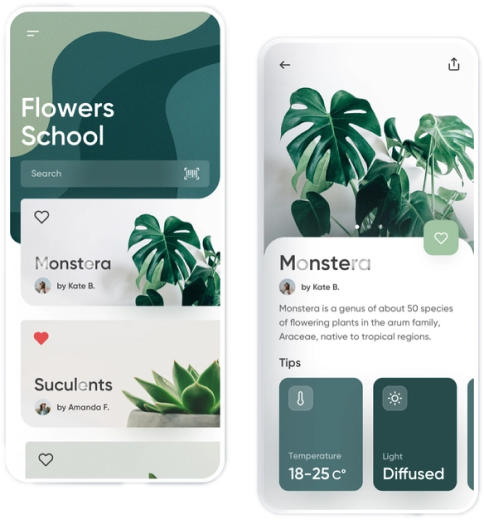 Flowers
School
Search
Monstera
by Kate B.
Suculents
by Amanda F.
Monstera
by Kate B.
Monstera is a genus of about 50 species
of flowering plants in the arum family,
Araceae, native to tropical regions.
Tips
Temperature
18-25 C°
Light
Diffused